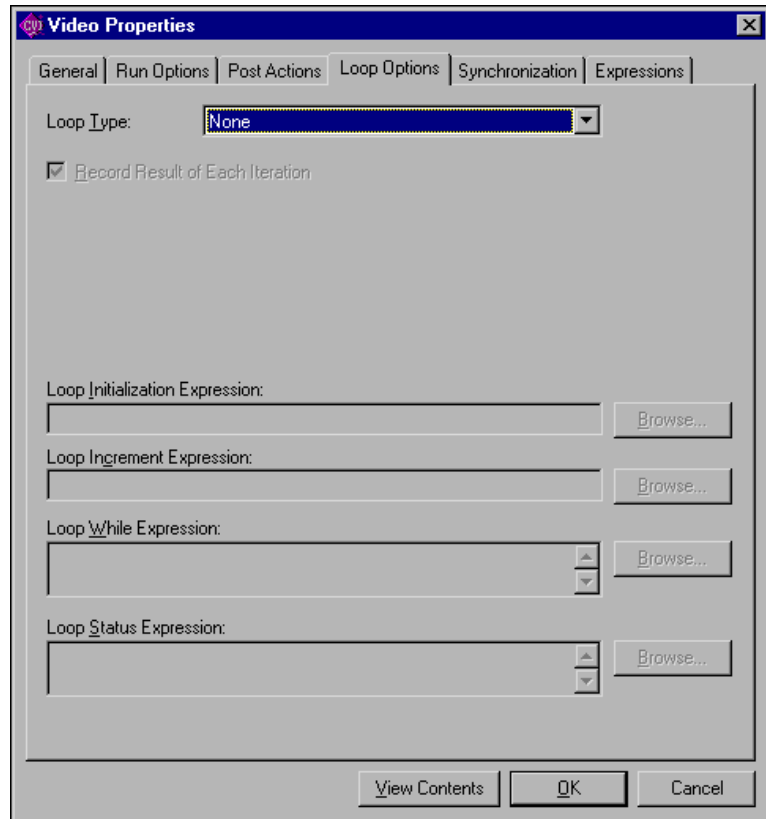 CVI Video Properties
General Run Options Post Actions Loop Options Synchronization Expressions
Loop Type: None
Record Result of Each Iteration
Loop Initialization Expression:
Browse...
Loop Increment Expression:
Browse...
Loop While Expression:
Browse...
Loop Status Expression:
Browse...
View Contents OK Cancel